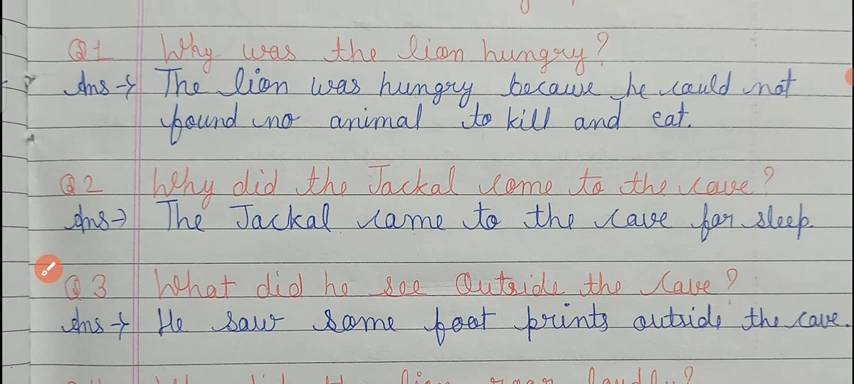 Q1 Why was the lion hungry?
Ans → The lion was hungry because he could not
found no animal to kill and eat.
Q2 Why did the Jackal come to the cave?
Ans → The Jackal came to the cave for sleep.
Q3 What did he see Outside the Cave?
Ans → He saw some foot prints outside the cave.